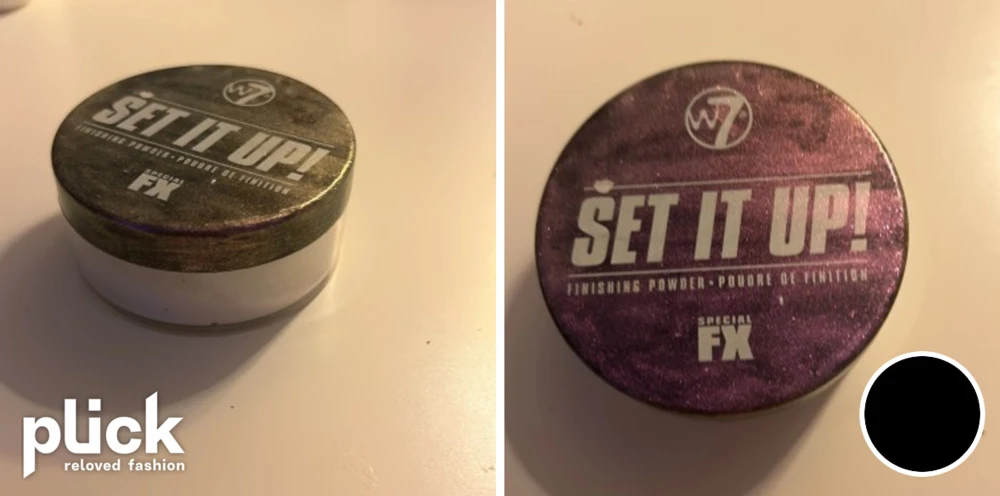 W7
SET IT UP!
FINISHING POWDER • POUDRE DE FINITION
SPECIAL
FX
plick
reloved fashion
W7
SET IT UP!
FINISHING POWDER • POUDRE DE FINITION
SPECIAL
FX